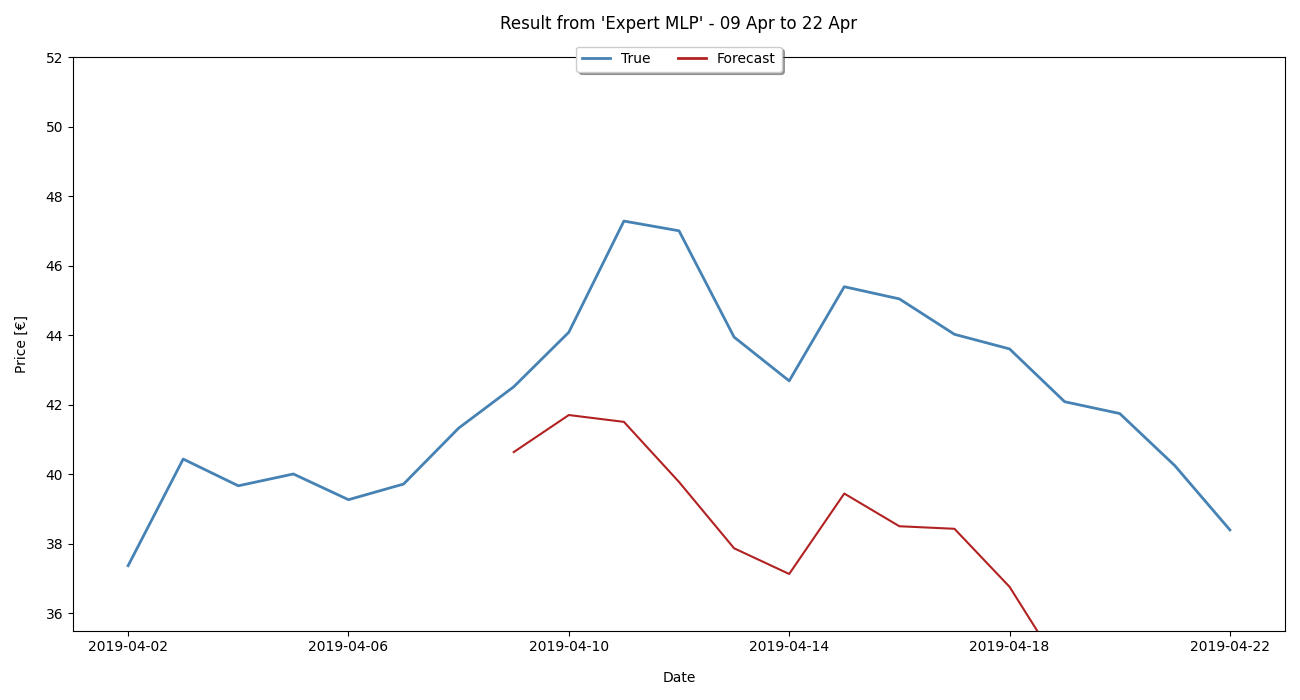 Result from 'Expert MLP' - 09 Apr to 22 Apr
True Forecast
52
50
48
46
44
42
40
38
36
Price [€]
2019-04-02 2019-04-06 2019-04-10 2019-04-14 2019-04-18 2019-04-22
Date